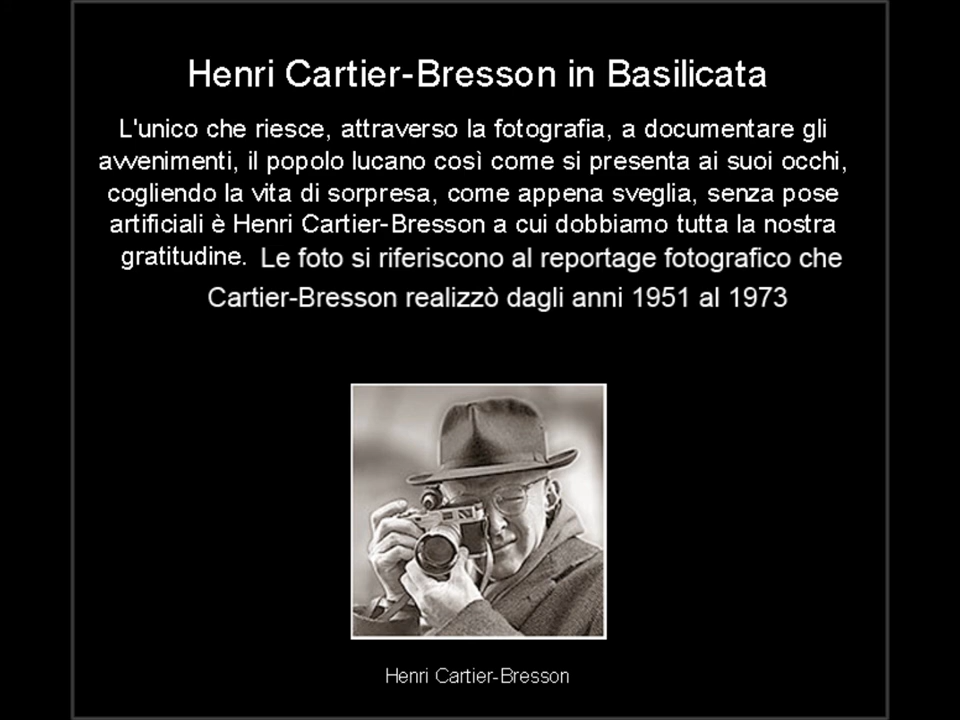 Henri Cartier-Bresson in Basilicata
L'unico che riesce, attraverso la fotografia, a documentare gli
avvenimenti, il popolo lucano così come si presenta ai suoi occhi,
cogliendo la vita di sorpresa, come appena sveglia, senza pose
artificiali è Henri Cartier-Bresson a cui dobbiamo tutta la nostra
gratitudine. Le foto si riferiscono al reportage fotografico che
Cartier-Bresson realizzò dagli anni 1951 al 1973
Henri Cartier-Bresson